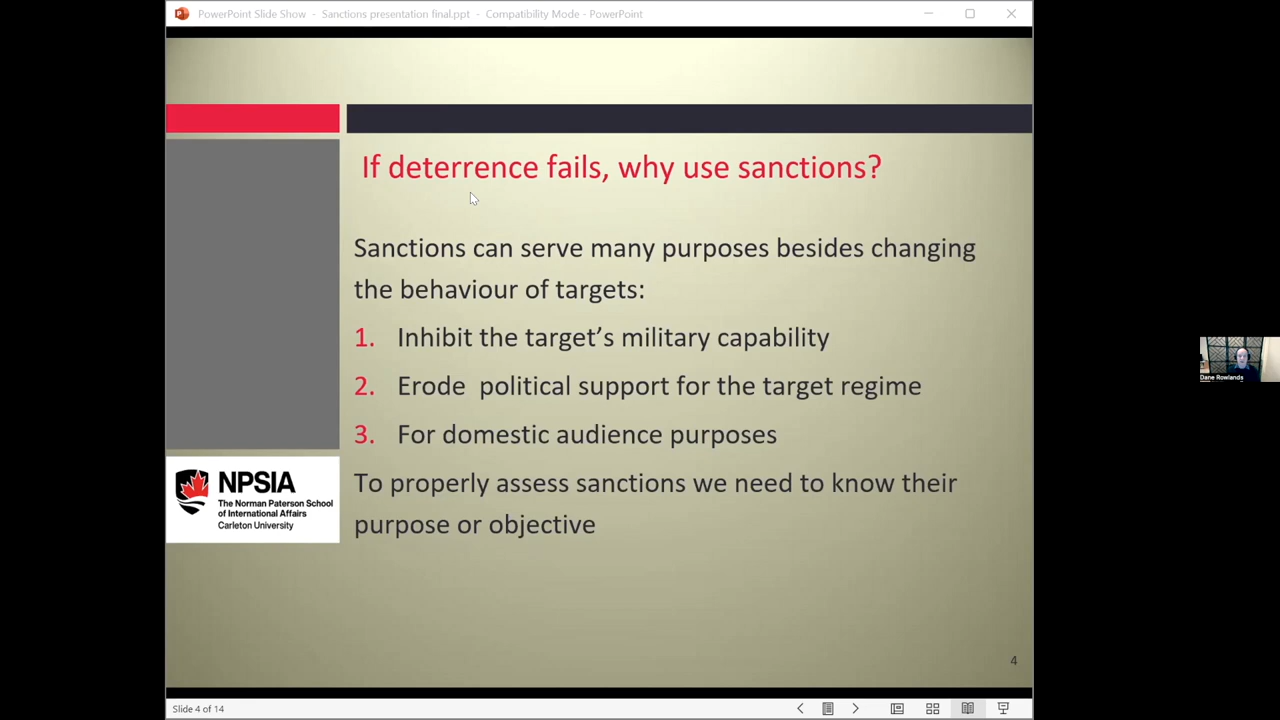 PowerPoint Slide Show - Sanctions presentation final.ppt - Compatibility Mode - PowerPoint
If deterrence fails, why use sanctions?
Sanctions can serve many purposes besides changing
the behaviour of targets:
1. Inhibit the target's military capability
2. Erode political support for the target regime
3. For domestic audience purposes
To properly assess sanctions we need to know their
purpose or objective
NPSIA
The Norman Paterson School
of International Affairs
Carleton University
Dane Rowlands
4
Slide 4 of 14